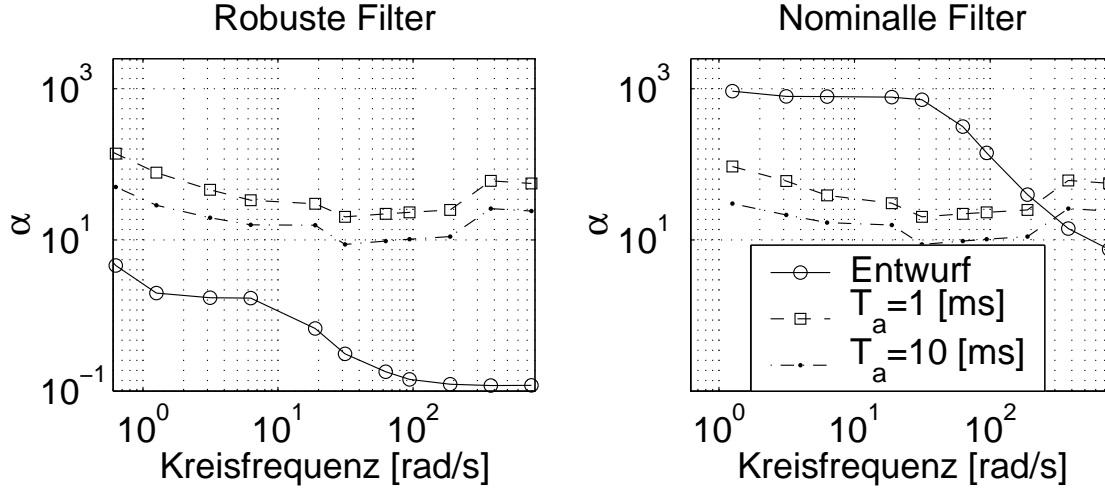 Robuste Filter
α
10^3
10^1
10^−1
10^0
10^1
10^2
Kreisfrequenz [rad/s]
Nominalle Filter
α
10^3
10^1
Entwurf
T_a=1 [ms]
T_a=10 [ms]
10^0
10^1
10^2
Kreisfrequenz [rad/s]